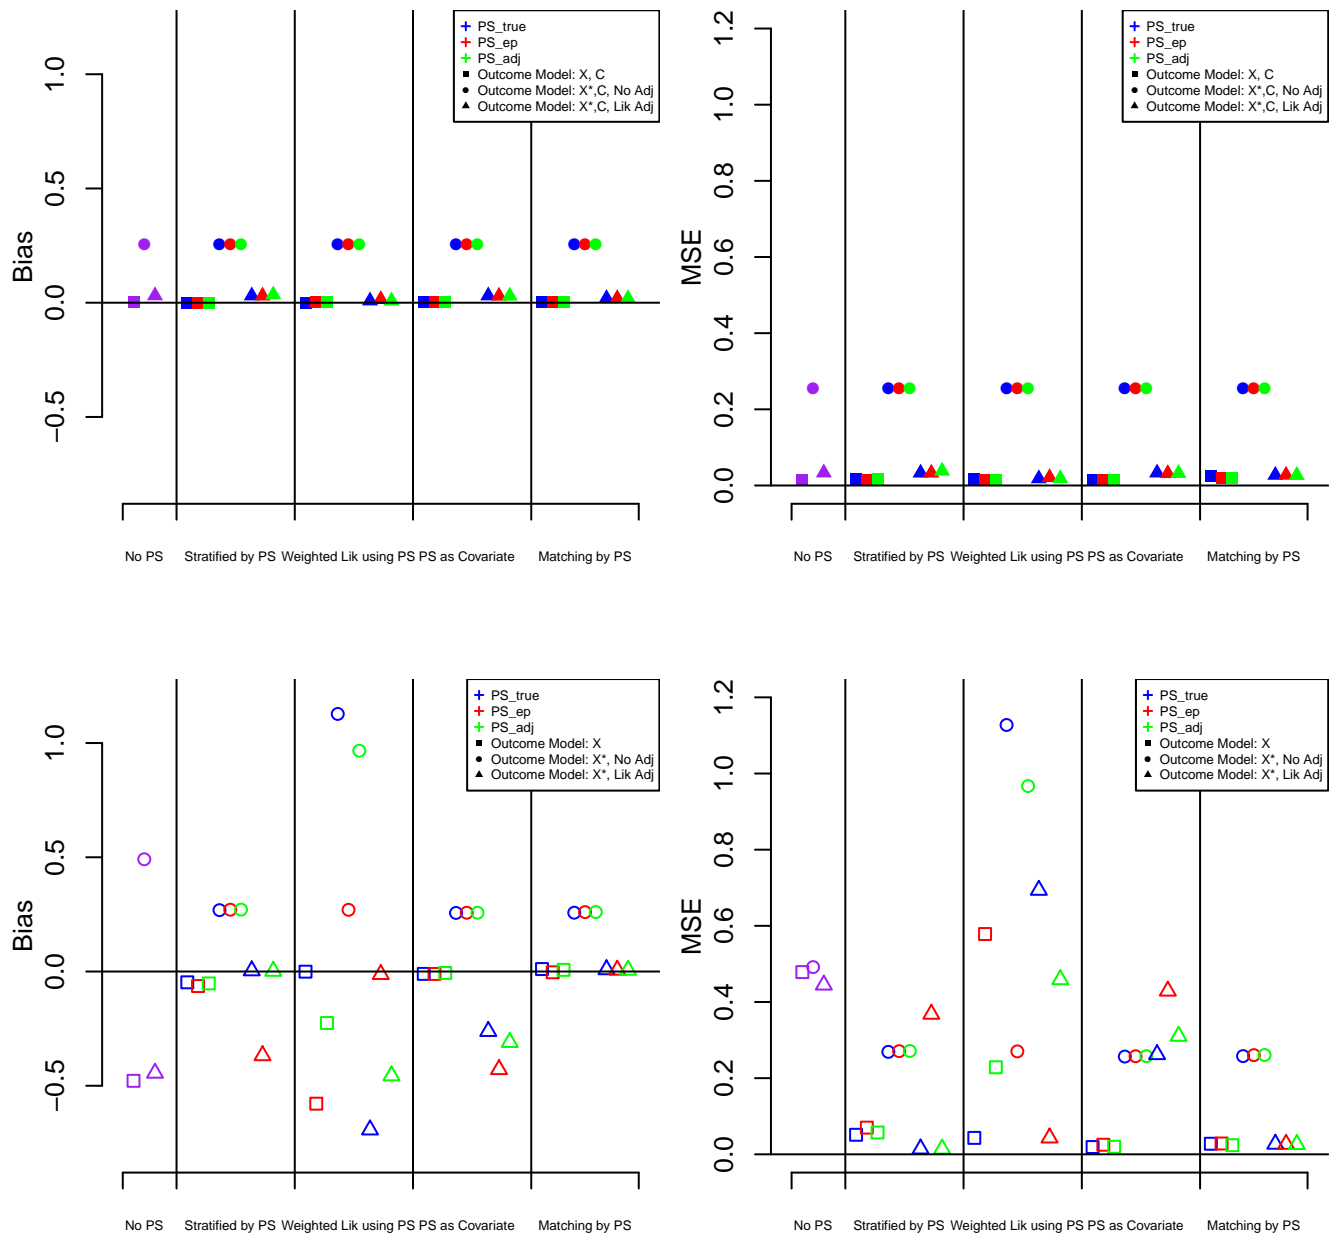 PS_true
PS_ep
PS_adj
Outcome Model: X, C
Outcome Model: X*,C, No Adj
Outcome Model: X*,C, Lik Adj
Bias
1.0
0.5
0.0
−0.5
No PS Stratified by PS Weighted Lik using PS PS as Covariate Matching by PS
PS_true
PS_ep
PS_adj
Outcome Model: X, C
Outcome Model: X*,C, No Adj
Outcome Model: X*,C, Lik Adj
MSE
1.2
1.0
0.8
0.6
0.4
0.2
0.0
No PS Stratified by PS Weighted Lik using PS PS as Covariate Matching by PS
PS_true
PS_ep
PS_adj
Outcome Model: X
Outcome Model: X*, No Adj
Outcome Model: X*, Lik Adj
Bias
1.0
0.5
0.0
−0.5
No PS Stratified by PS Weighted Lik using PS PS as Covariate Matching by PS
PS_true
PS_ep
PS_adj
Outcome Model: X
Outcome Model: X*, No Adj
Outcome Model: X*, Lik Adj
MSE
1.2
1.0
0.8
0.6
0.4
0.2
0.0
No PS Stratified by PS Weighted Lik using PS PS as Covariate Matching by PS